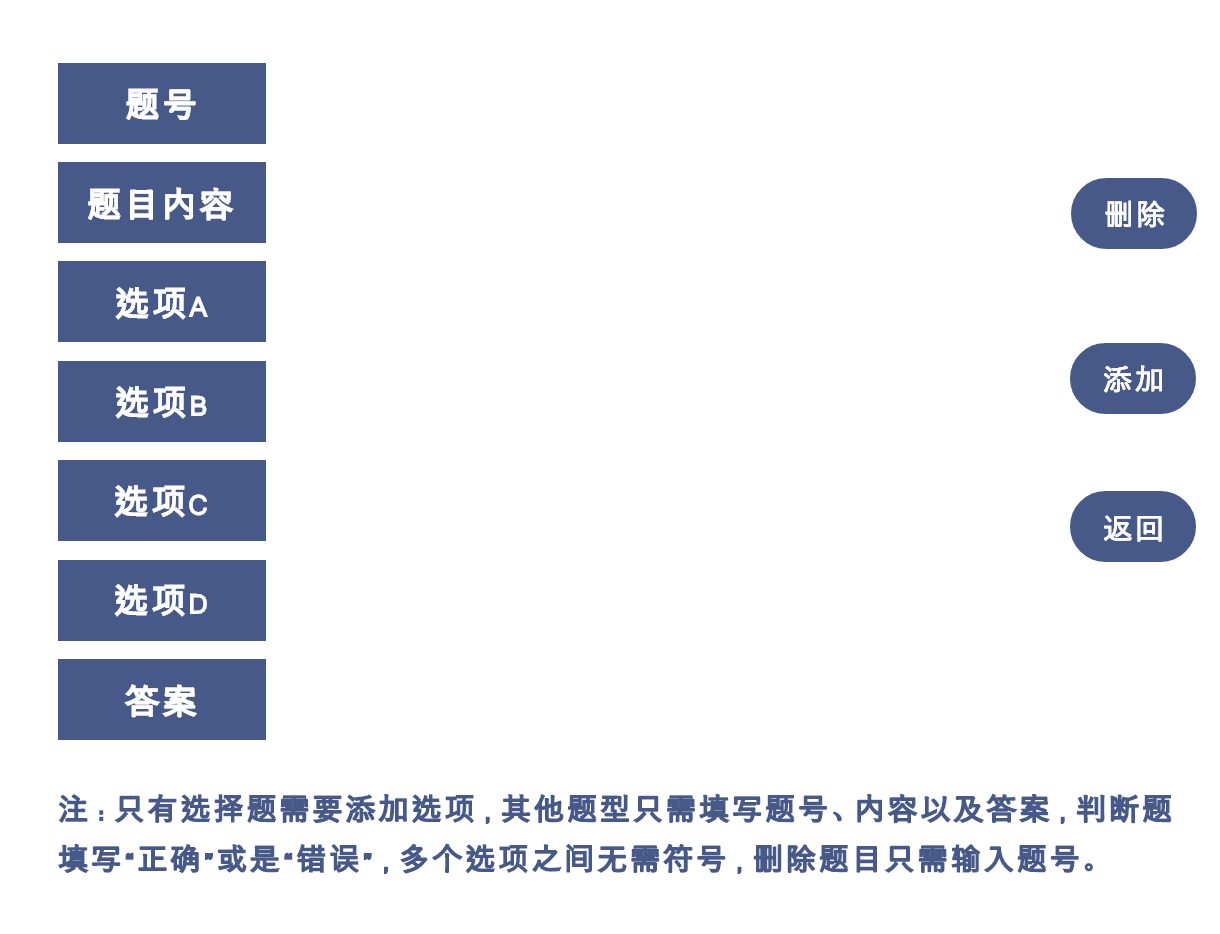 题号
题目内容
删除
选项A
添加
选项B
选项C
返回
选项D
答案
注:只有选择题需要添加选项,其他题型只需填写题号、内容以及答案,判断题
填写“正确”或是“错误”,多个选项之间无需符号,删除题目只需输入题号。